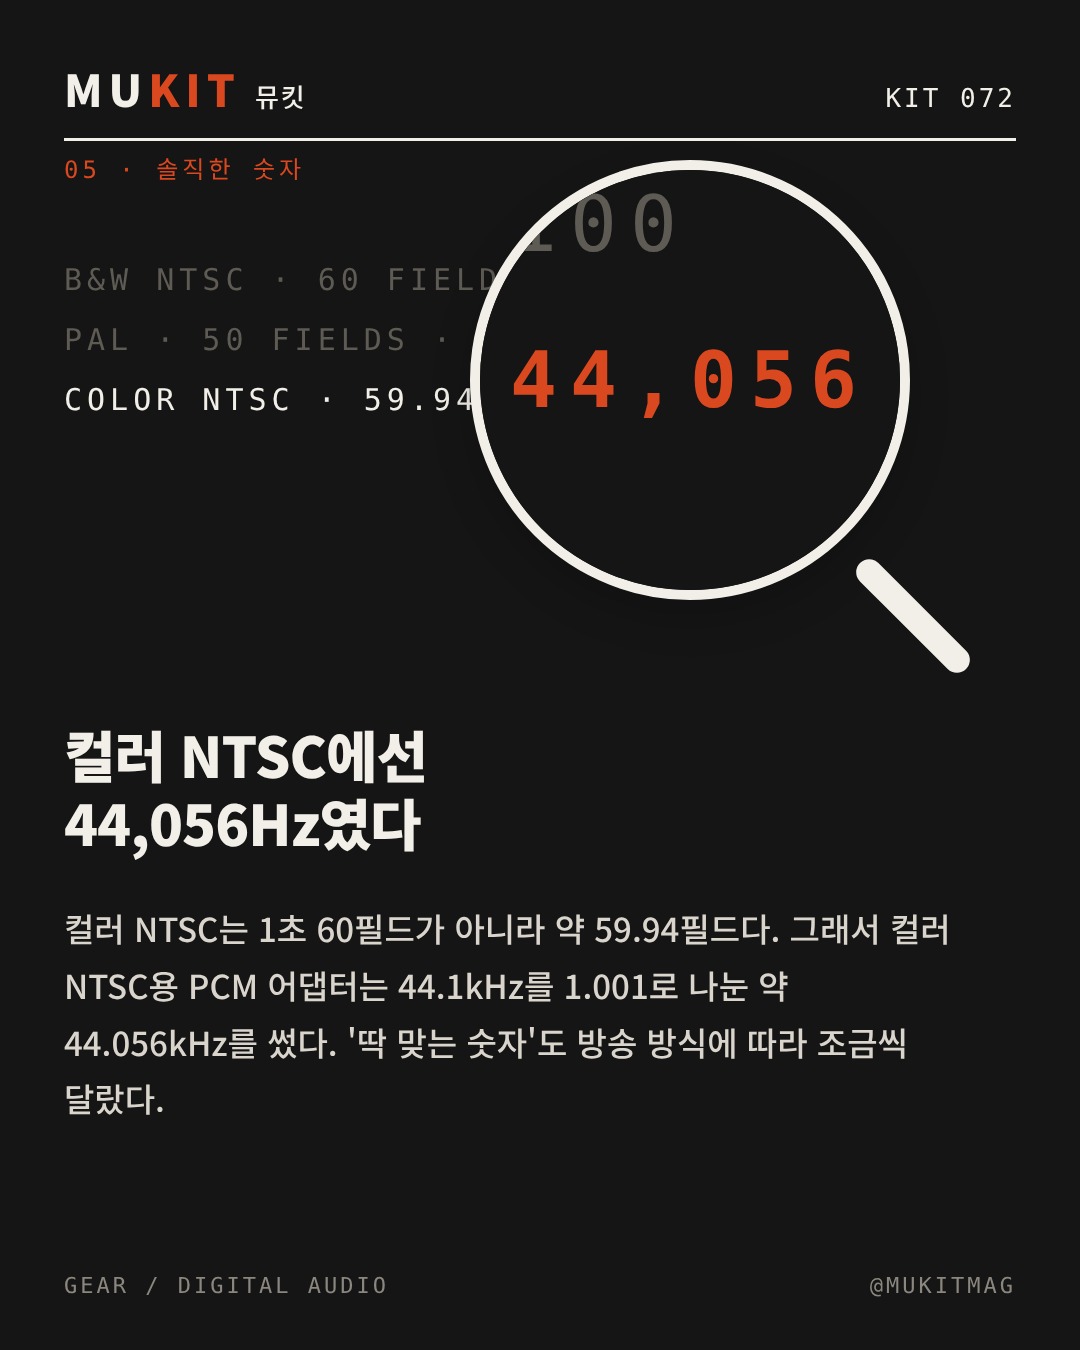 MUKIT 뮤킷
KIT 072
05 · 솔직한 숫자
00
B&W NTSC · 60 FIELD
PAL · 50 FIELDS ·
COLOR NTSC · 59.94
44,056
컬러 NTSC에선
44,056Hz였다
컬러 NTSC는 1초 60필드가 아니라 약 59.94필드다. 그래서 컬러
NTSC용 PCM 어댑터는 44.1kHz를 1.001로 나눈 약
44.056kHz를 썼다. '딱 맞는 숫자'도 방송 방식에 따라 조금씩
달랐다.
GEAR / DIGITAL AUDIO
@MUKITMAG